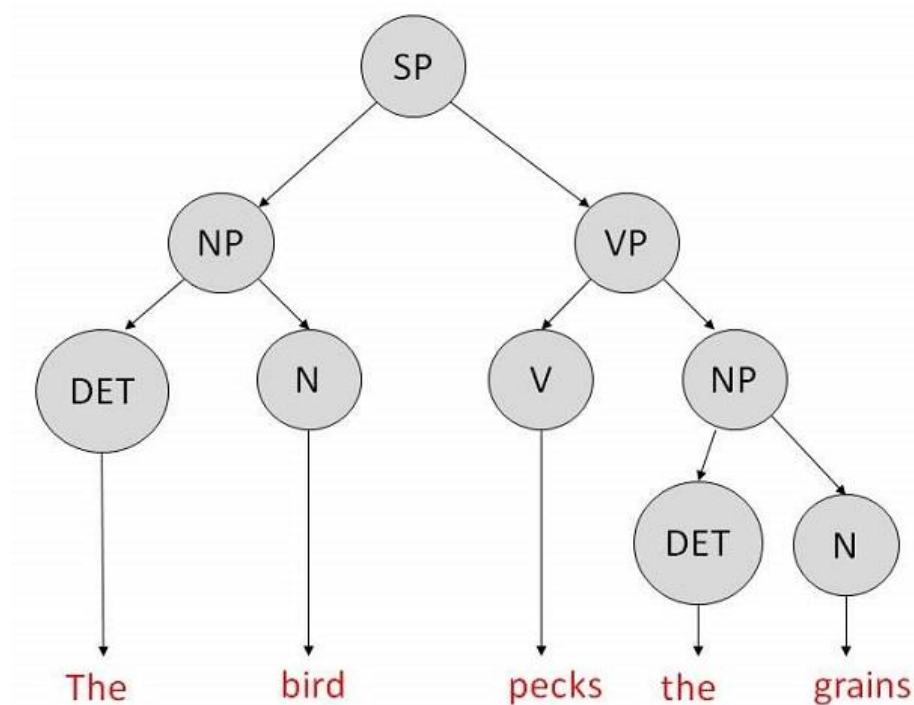 SP
NP VP
DET N V NP
DET N
The bird pecks the grains